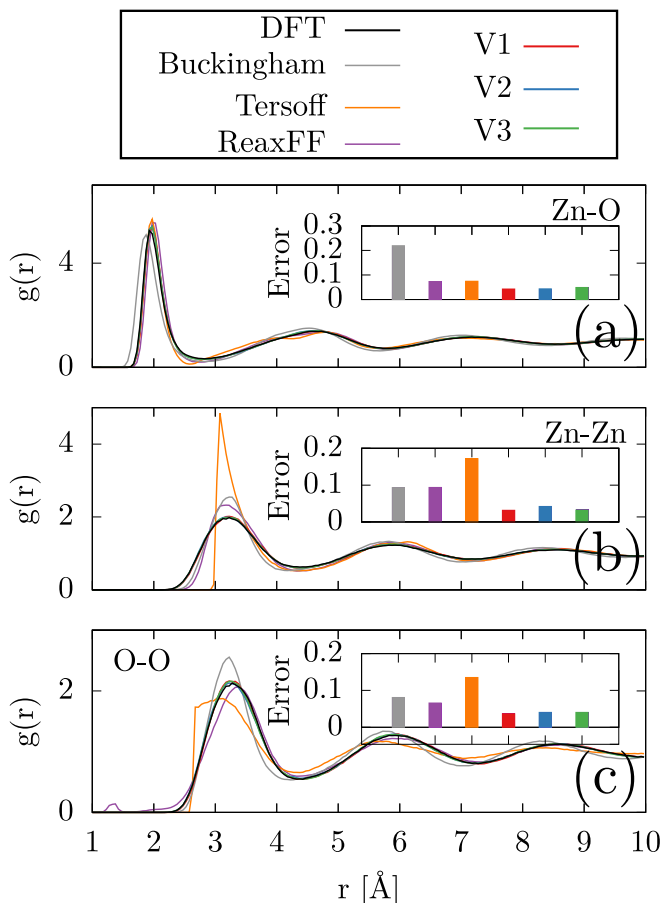 DFT
Buckingham
Tersoff
ReaxFF
V1
V2
V3
Zn-O
0.3
0.2
0.1
0
Error
4
0
g(r)
(a)
Zn-Zn
0.2
0.1
0
Error
4
2
0
g(r)
(b)
O-O
0.2
0.1
0
Error
2
0
g(r)
(c)
1 2 3 4 5 6 7 8 9 10
r [Å]